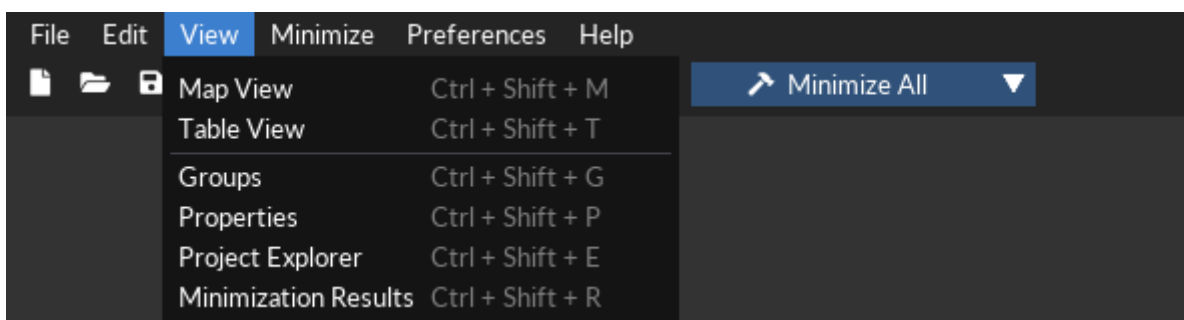 File Edit View Minimize Preferences Help
Map View Ctrl + Shift + M
Minimize All
Table View Ctrl + Shift + T
Groups Ctrl + Shift + G
Properties Ctrl + Shift + P
Project Explorer Ctrl + Shift + E
Minimization Results Ctrl + Shift + R